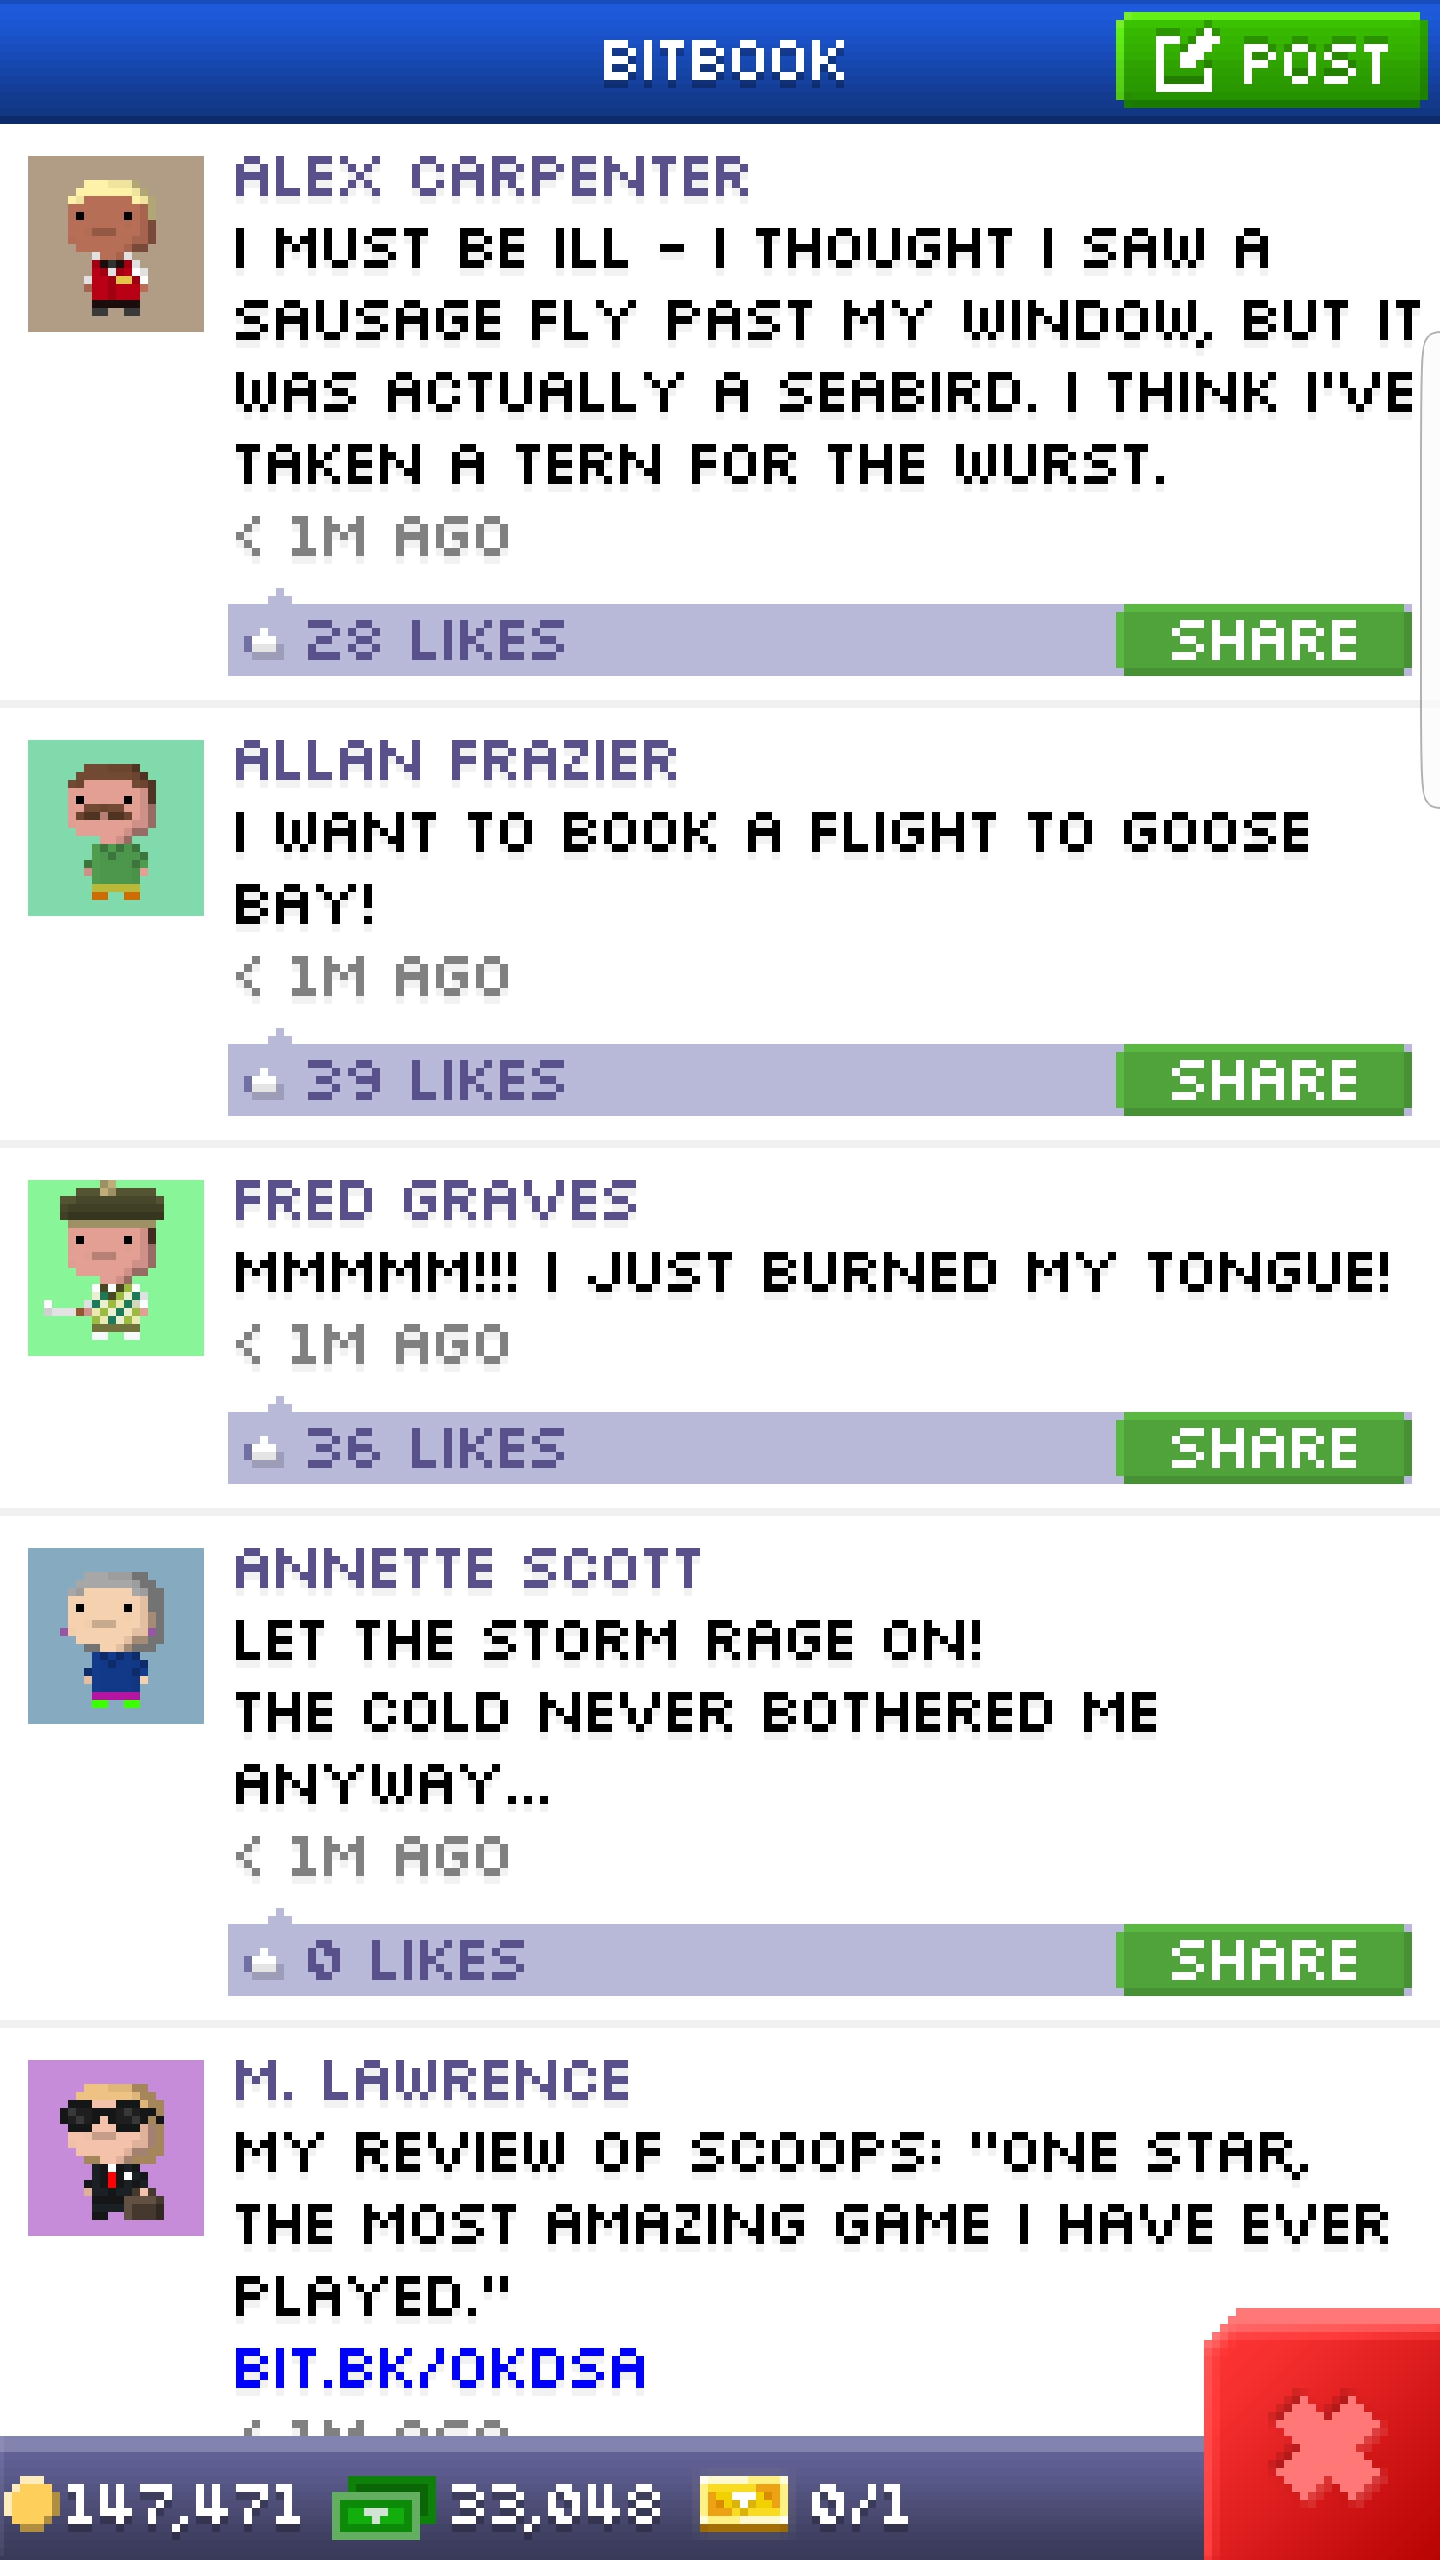 BITBOOK
POST
ALEX CARPENTER
I MUST BE ILL - I THOUGHT I SAW A
SAUSAGE FLY PAST MY WINDOW, BUT IT
WAS ACTUALLY A SEABIRD. I THINK I'VE
TAKEN A TERN FOR THE WURST.
< 1M AGO
28 LIKES
SHARE
ALLAN FRAZIER
I WANT TO BOOK A FLIGHT TO GOOSE
BAY!
< 1M AGO
39 LIKES
SHARE
FRED GRAVES
MMMMM!!! I JUST BURNED MY TONGUE!
< 1M AGO
36 LIKES
SHARE
ANNETTE SCOTT
LET THE STORM RAGE ON!
THE COLD NEVER BOTHERED ME
ANYWAY...
< 1M AGO
0 LIKES
SHARE
M. LAWRENCE
MY REVIEW OF SCOOPS: "ONE STAR,
THE MOST AMAZING GAME I HAVE EVER
PLAYED."
BIT.BK/OKDSA
< 1M AGO
147,471
33,048
0/1